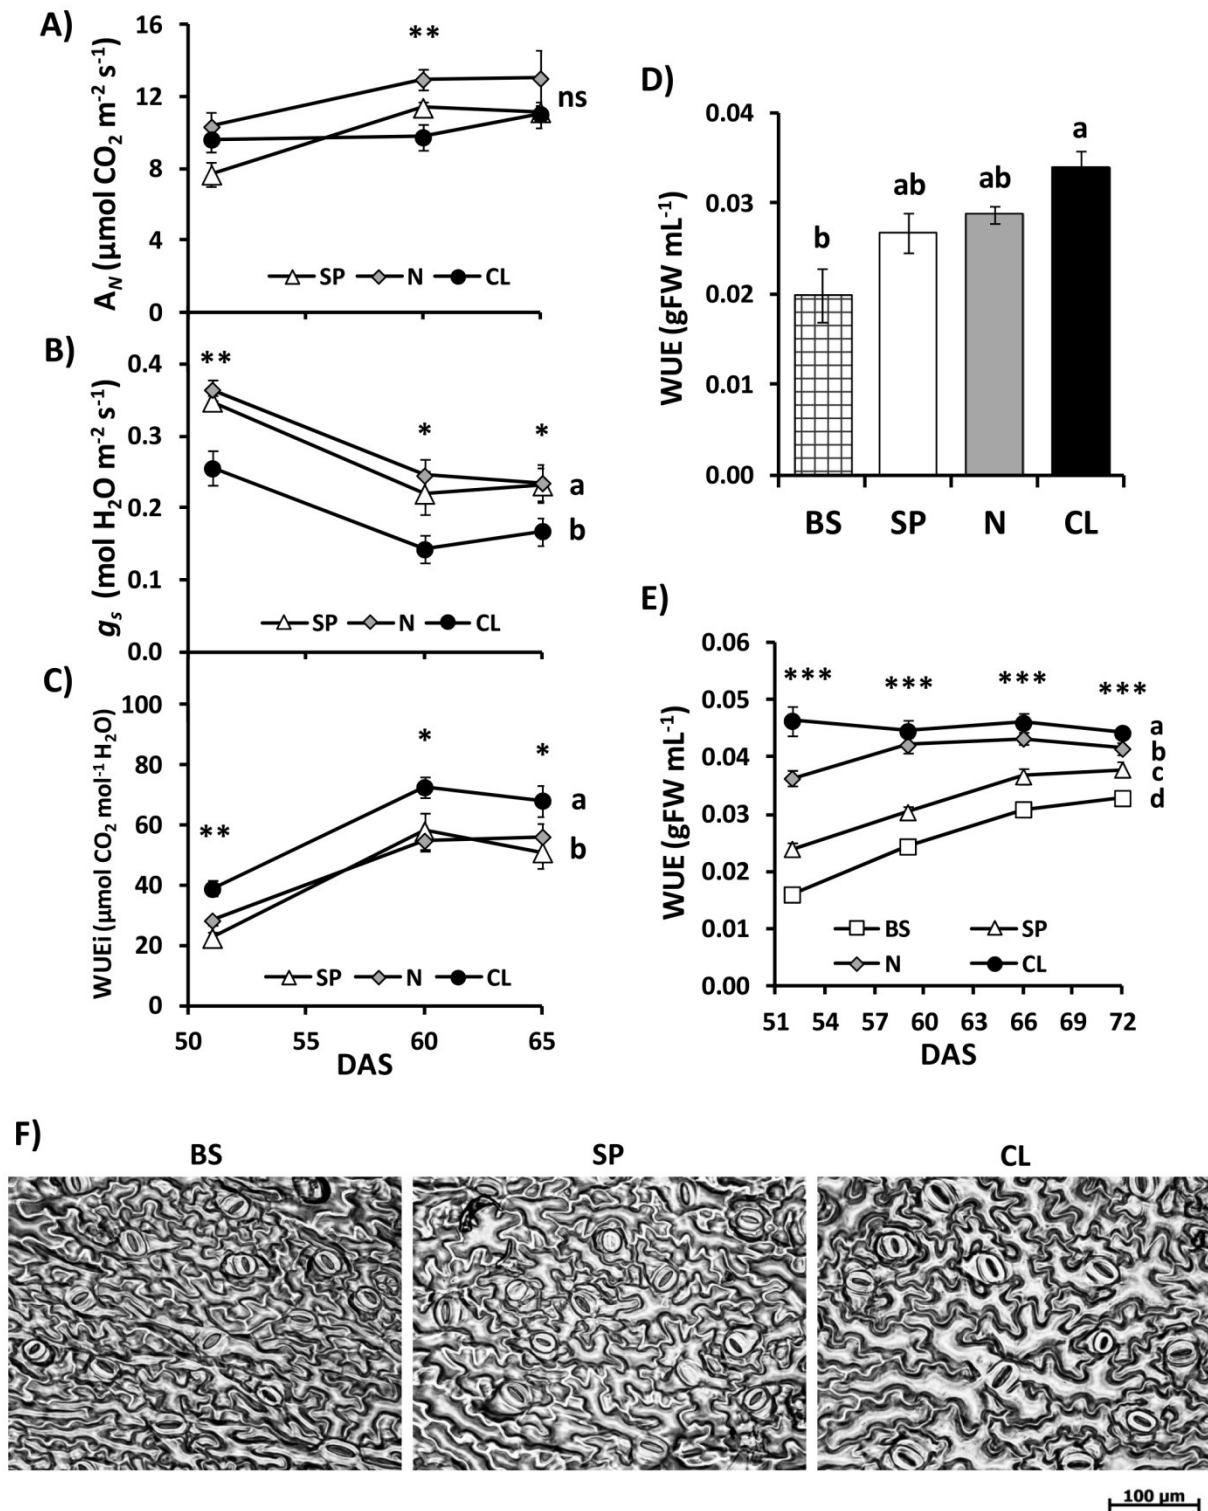 A)
A_N (µmol CO₂ m⁻² s⁻¹)
16
12
8
4
0
**
ns
SP N CL
B)
g_s (mol H₂O m⁻² s⁻¹)
0.4
0.3
0.2
0.1
0.0
**
*
*
a
b
SP N CL
C)
WUEi (µmol CO₂ mol⁻¹ H₂O)
100
80
60
40
20
0
**
*
*
a
b
SP N CL
50 55 60 65
DAS
D)
WUE (gFW mL⁻¹)
0.04
0.03
0.02
0.01
0.00
b
ab
ab
a
BS SP N CL
E)
WUE (gFW mL⁻¹)
0.06
0.05
0.04
0.03
0.02
0.01
0.00
*** *** *** ***
a
b
c
d
BS SP
N CL
51 54 57 60 63 66 69 72
DAS
F)
BS SP CL
100 µm